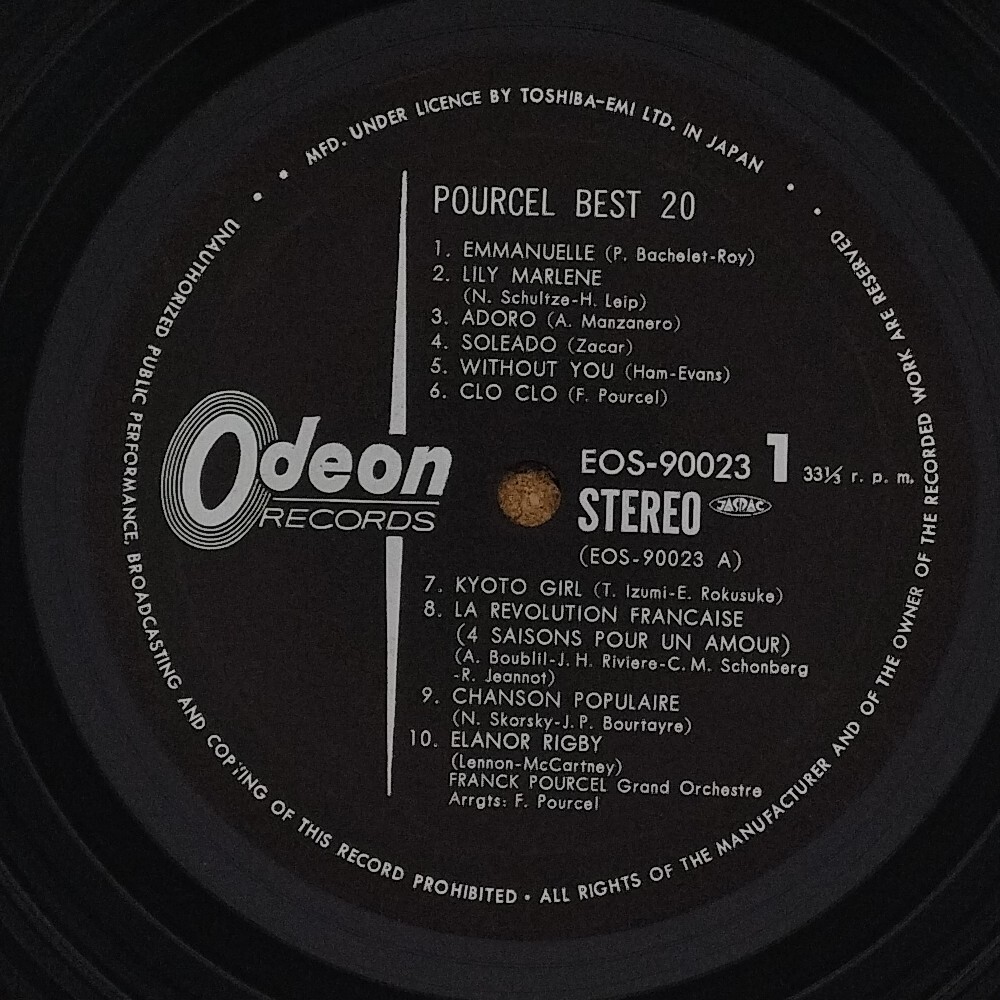 MFD. UNDER LICENCE BY TOSHIBA-EMI LTD. IN JAPAN
POURCEL BEST 20
1. EMMANUELLE (P. Bachelet-Roy)
2. LILY MARLENE
(N. Schultze-H. Leip)
3. ADORO (A. Manzanero)
4. SOLEADO (Zacar)
5. WITHOUT YOU (Ham-Evans)
6. CLO CLO (F. Pourcel)
Odeon
RECORDS
EOS-90023 1 33⅓ r. p. m.
STEREO JASRAC
(EOS-90023 A)
7. KYOTO GIRL (T. Izumi-E. Rokusuke)
8. LA REVOLUTION FRANCAISE
(4 SAISONS POUR UN AMOUR)
(A. Boublil-J. H. Riviere-C. M. Schonberg
-R. Jeannot)
9. CHANSON POPULAIRE
(N. Skorsky-J. P. Bourtayre)
10. ELANOR RIGBY
(Lennon-McCartney)
FRANCK POURCEL Grand Orchestre
Arrgts: F. Pourcel
UNAUTHORIZED PUBLIC PERFORMANCE, BROADCASTING AND COPYING OF THIS RECORD PROHIBITED • ALL RIGHTS OF THE MANUFACTURER AND OF THE OWNER OF THE RECORDED WORK ARE RESERVED